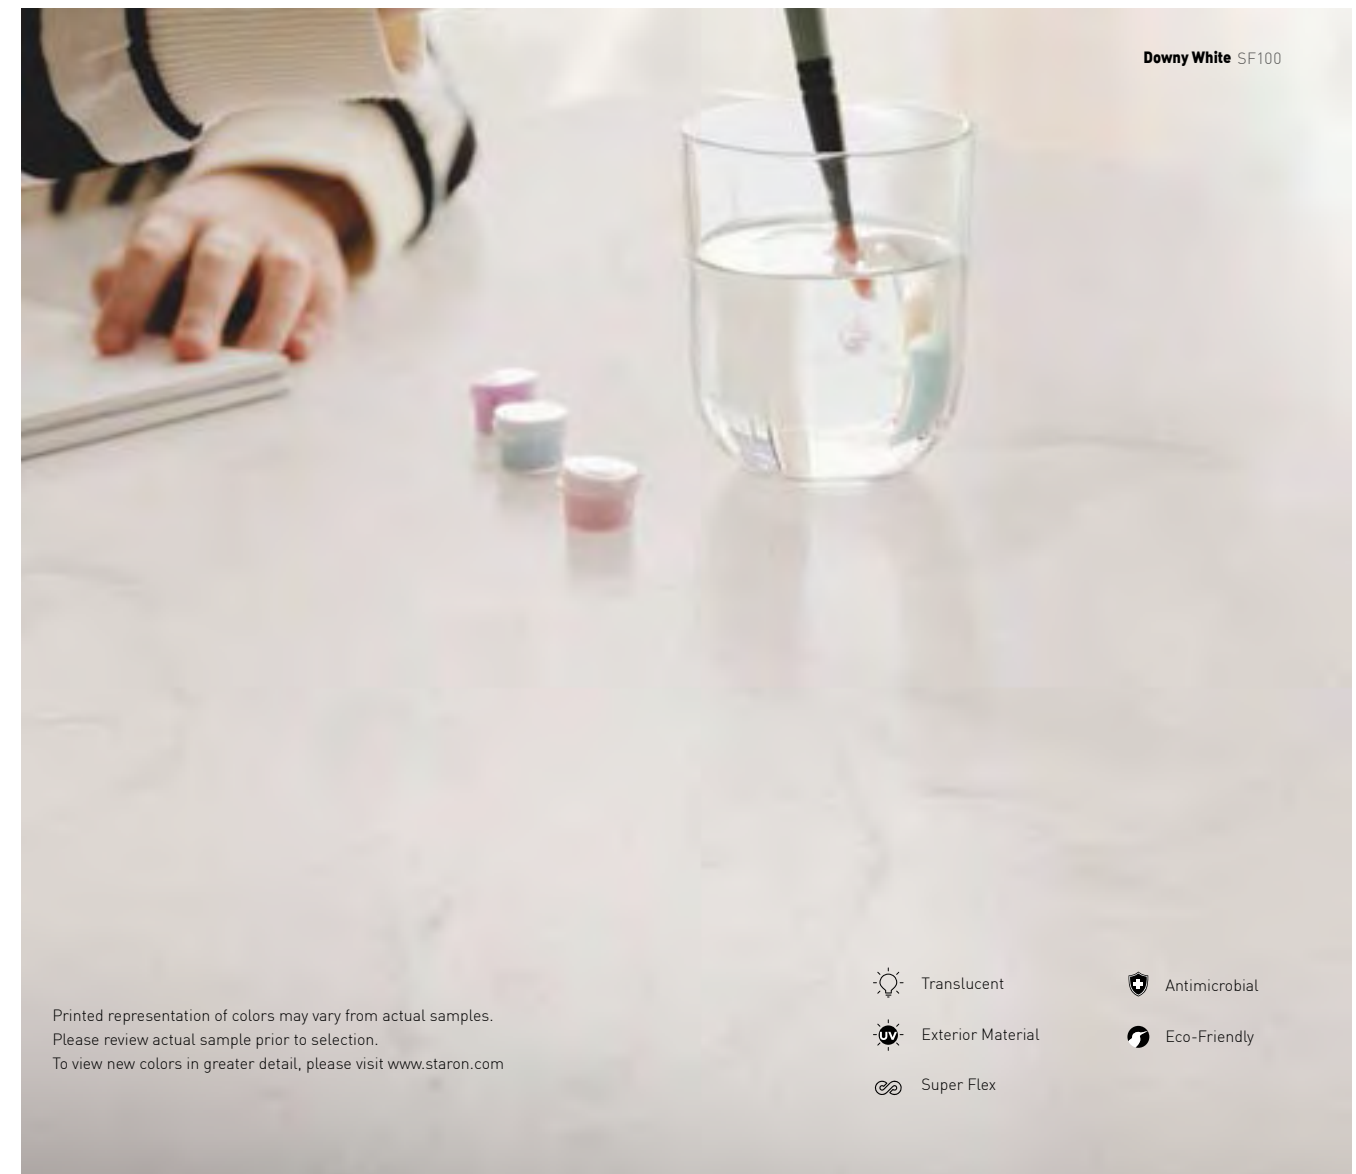 Downy White SF100
Printed representation of colors may vary from actual samples.
Please review actual sample prior to selection.
To view new colors in greater detail, please visit www.staron.com
Translucent
UV Exterior Material
Super Flex
Antimicrobial
Eco-Friendly